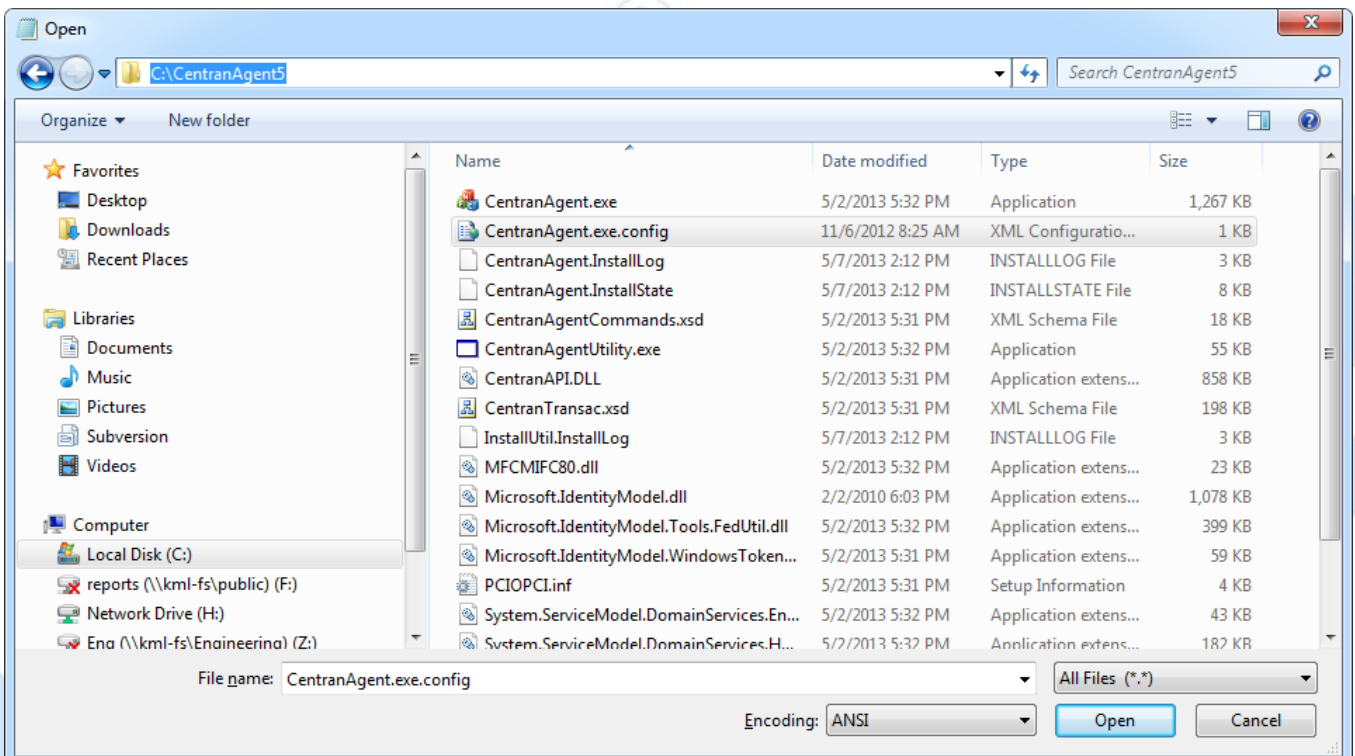 Open
C:\CentranAgent5
Search CentranAgent5
Organize New folder
Favorites
Desktop
Downloads
Recent Places
Libraries
Documents
Music
Pictures
Subversion
Videos
Computer
Local Disk (C:)
reports (\\kml-fs\public) (F:)
Network Drive (H:)
Eng (\\kml-fs\Engineering) (Z:)
Name Date modified Type Size
CentranAgent.exe 5/2/2013 5:32 PM Application 1,267 KB
CentranAgent.exe.config 11/6/2012 8:25 AM XML Configuratio... 1 KB
CentranAgent.InstallLog 5/7/2013 2:12 PM INSTALLLOG File 3 KB
CentranAgent.InstallState 5/7/2013 2:12 PM INSTALLSTATE File 8 KB
CentranAgentCommands.xsd 5/2/2013 5:31 PM XML Schema File 18 KB
CentranAgentUtility.exe 5/2/2013 5:32 PM Application 55 KB
CentranAPI.DLL 5/2/2013 5:31 PM Application extens... 858 KB
CentranTransac.xsd 5/2/2013 5:31 PM XML Schema File 198 KB
InstallUtil.InstallLog 5/7/2013 2:12 PM INSTALLLOG File 3 KB
MFCMIFC80.dll 5/2/2013 5:32 PM Application extens... 23 KB
Microsoft.IdentityModel.dll 2/2/2010 6:03 PM Application extens... 1,078 KB
Microsoft.IdentityModel.Tools.FedUtil.dll 5/2/2013 5:32 PM Application extens... 399 KB
Microsoft.IdentityModel.WindowsToken... 5/2/2013 5:31 PM Application extens... 59 KB
PCIOPCI.inf 5/2/2013 5:31 PM Setup Information 4 KB
System.ServiceModel.DomainServices.En... 5/2/2013 5:32 PM Application extens... 43 KB
System.ServiceModel.DomainServices.H... 5/2/2013 5:32 PM Application extens... 182 KB
File name: CentranAgent.exe.config All Files (*.*)
Encoding: ANSI Open Cancel